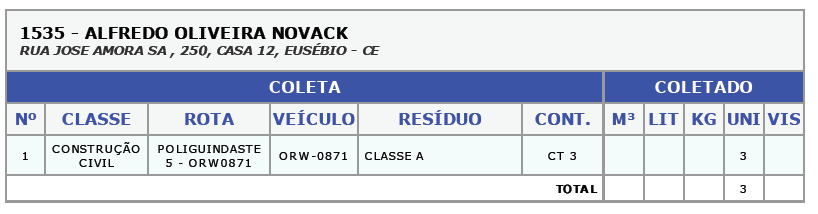 1535 - ALFREDO OLIVEIRA NOVACK
RUA JOSE AMORA SA , 250, CASA 12, EUSÉBIO - CE
COLETA COLETADO
Nº CLASSE ROTA VEÍCULO RESÍDUO CONT. M³ LIT KG UNI VIS
1 CONSTRUÇÃO CIVIL POLIGUINDASTE 5 - ORW0871 ORW-0871 CLASSE A CT 3 3
TOTAL 3